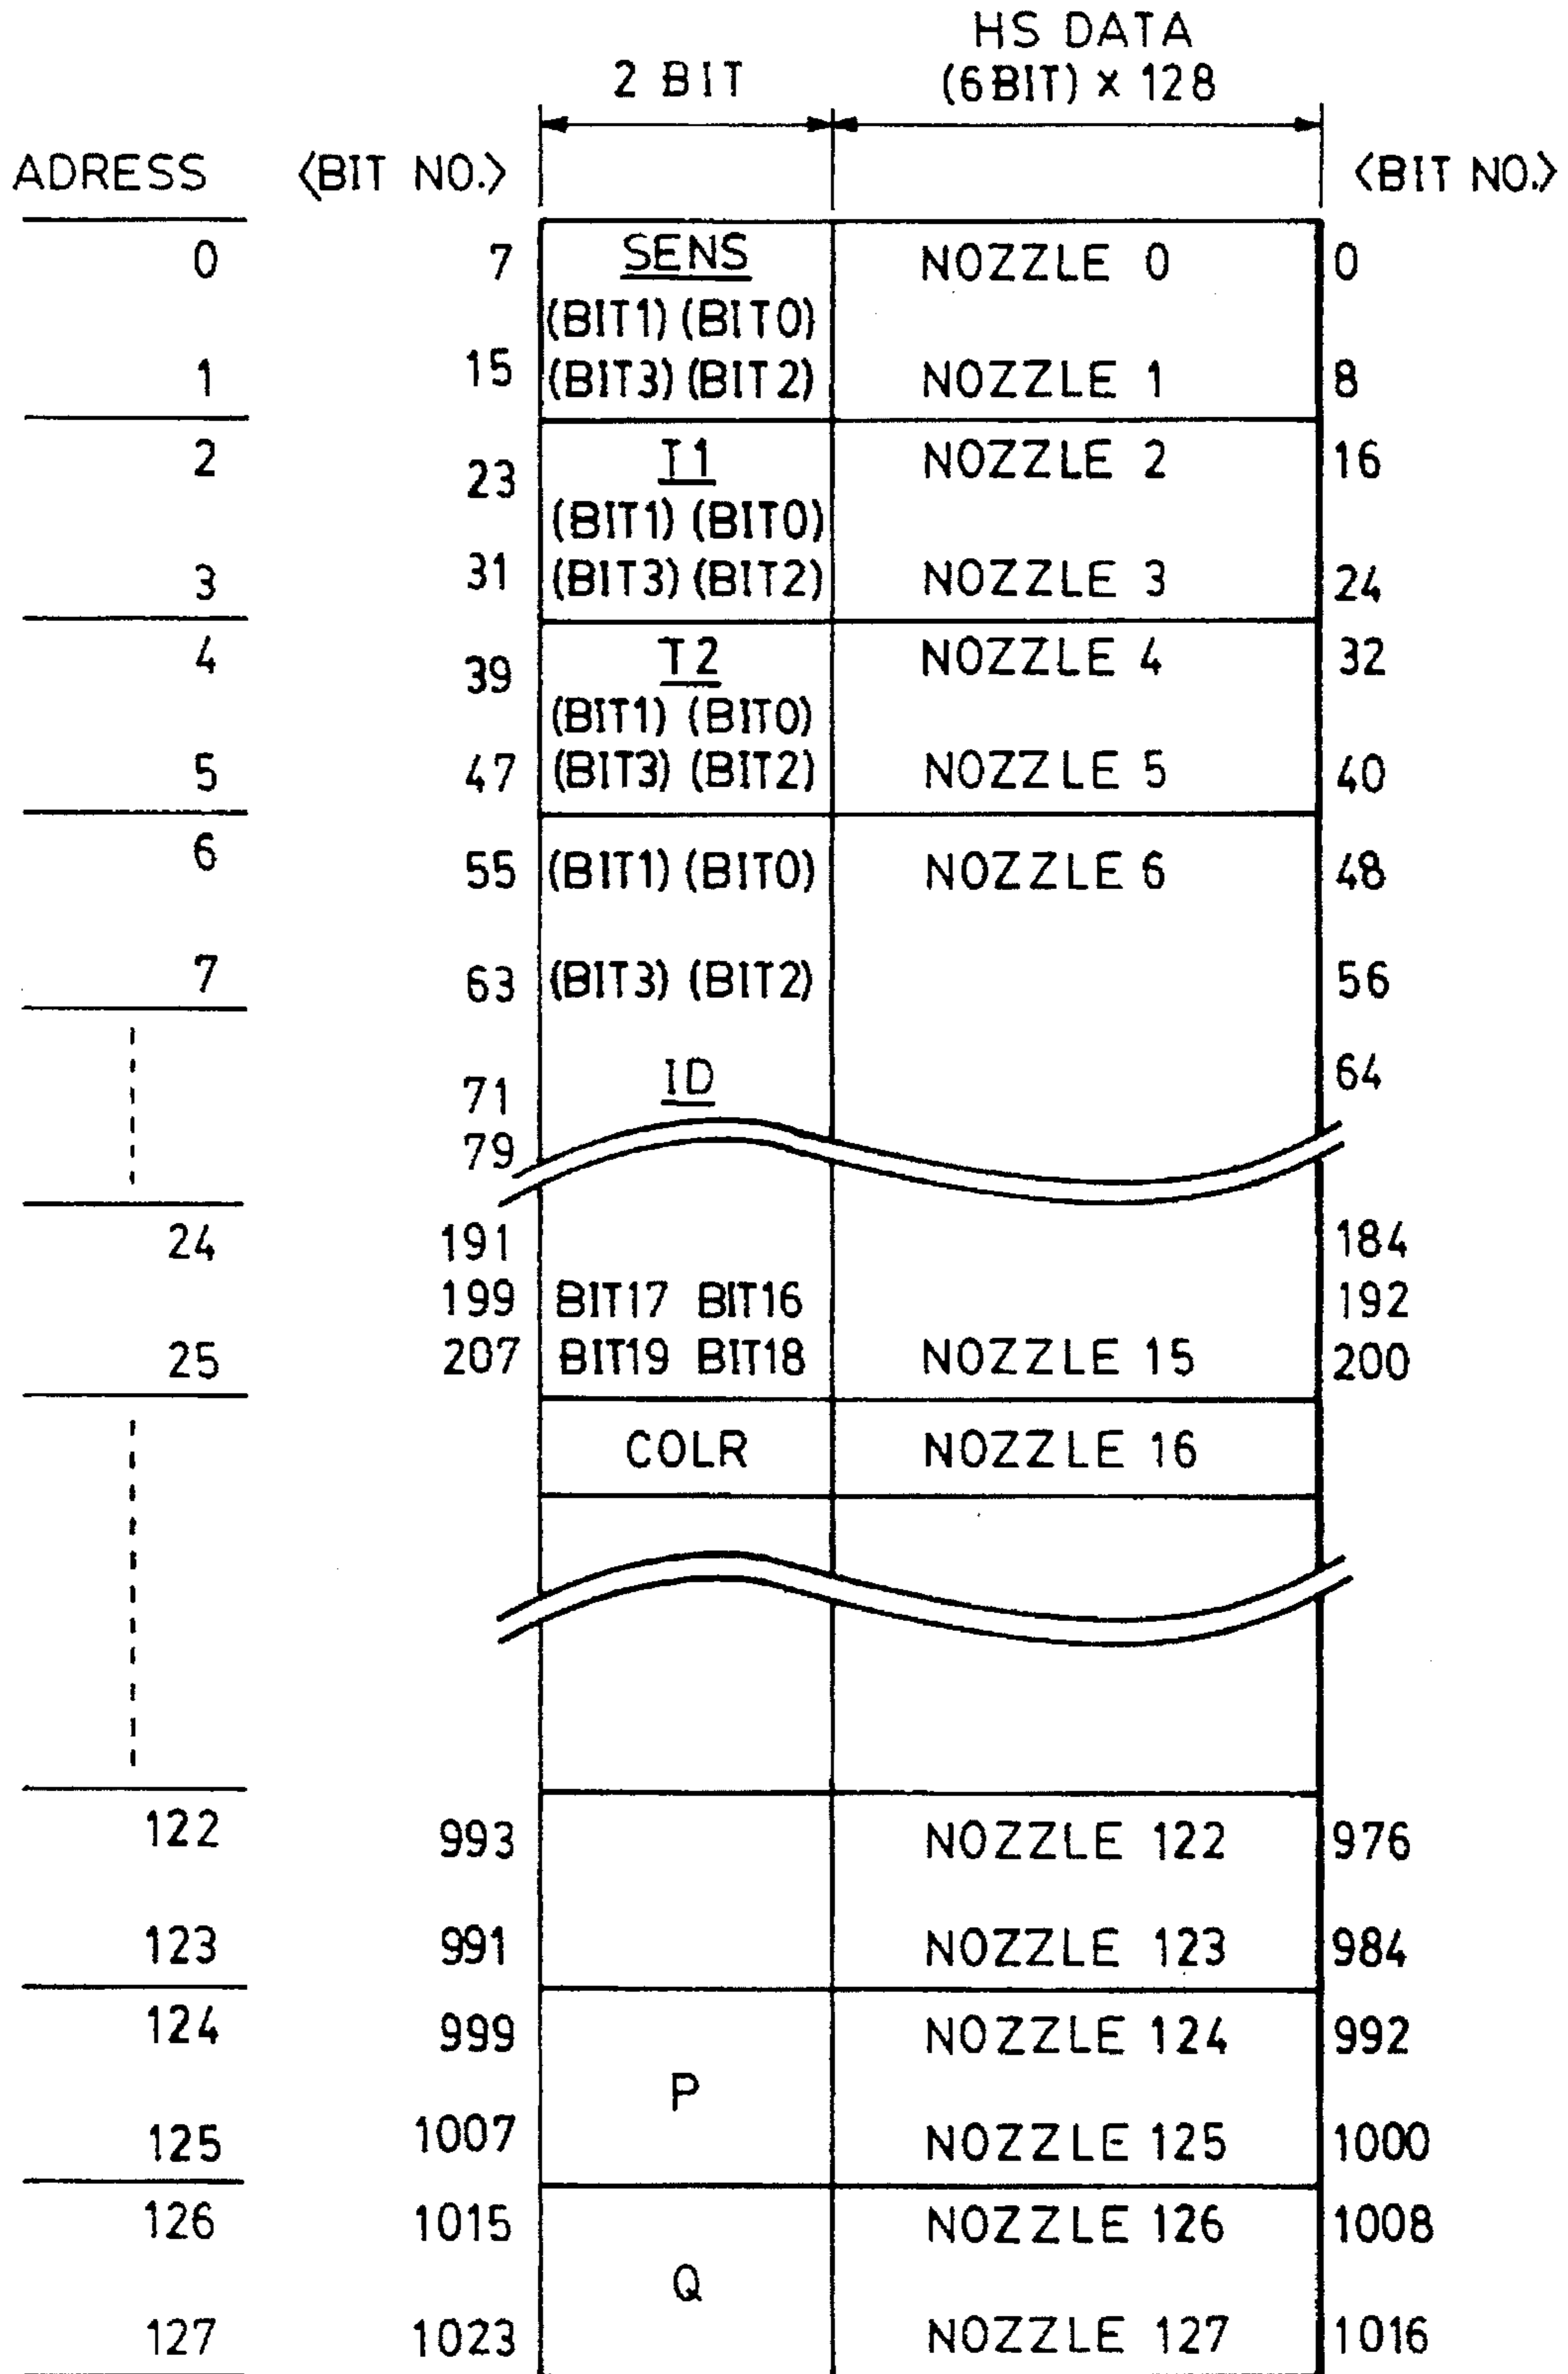 HS DATA
2 BIT (6BIT) × 128
ADRESS <BIT NO.> <BIT NO.>
0 7 SENS NOZZLE 0 0
(BIT1) (BIT0)
1 15 (BIT3) (BIT2) NOZZLE 1 8
2 23 T1 NOZZLE 2 16
(BIT1) (BIT0)
3 31 (BIT3) (BIT2) NOZZLE 3 24
4 39 T2 NOZZLE 4 32
(BIT1) (BIT0)
5 47 (BIT3) (BIT2) NOZZLE 5 40
6 55 (BIT1) (BIT0) NOZZLE 6 48
7 63 (BIT3) (BIT2) 56
71 ID 64
79
24 191 184
199 BIT17 BIT16 192
25 207 BIT19 BIT18 NOZZLE 15 200
COLR NOZZLE 16
122 993 NOZZLE 122 976
123 991 NOZZLE 123 984
124 999 NOZZLE 124 992
P
125 1007 NOZZLE 125 1000
126 1015 NOZZLE 126 1008
Q
127 1023 NOZZLE 127 1016